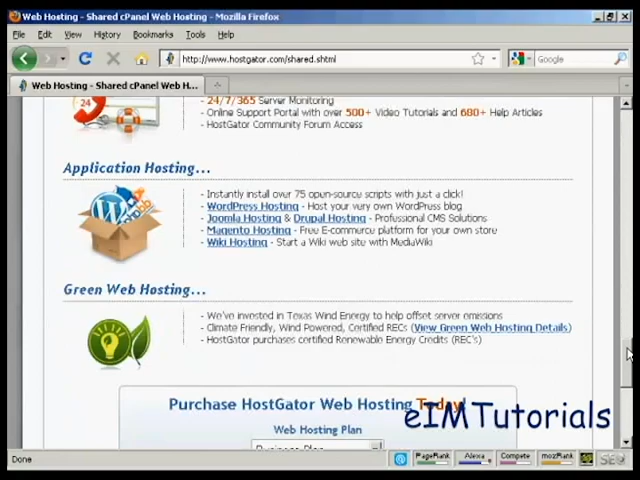 Web Hosting - Shared cPanel Web Hosting - Mozilla Firefox
File Edit View History Bookmarks Tools Help
http://www.hostgator.com/shared.shtml
Google
Web Hosting - Shared cPanel Web H...
24
- 24/7/365 Server Monitoring
- Online Support Portal with over 500+ Video Tutorials and 680+ Help Articles
- HostGator Community Forum Access
Application Hosting...
- Instantly install over 75 open-source scripts with just a click!
- WordPress Hosting - Host your very own WordPress blog
- Joomla Hosting & Drupal Hosting - Professional CMS Solutions
- Magento Hosting - Free E-commerce platform for your own store
- Wiki Hosting - Start a Wiki web site with MediaWiki
phpBB
Green Web Hosting...
- We've invested in Texas Wind Energy to help offset server emissions
- Climate Friendly, Wind Powered, Certified RECs (View Green Web Hosting Details)
- HostGator purchases certified Renewable Energy Credits (REC's)
Purchase HostGator Web Hosting Today!
eIMTutorials
Web Hosting Plan
Business Plan
Done
PageRank
Alexa
Compete
mozRank
SEO